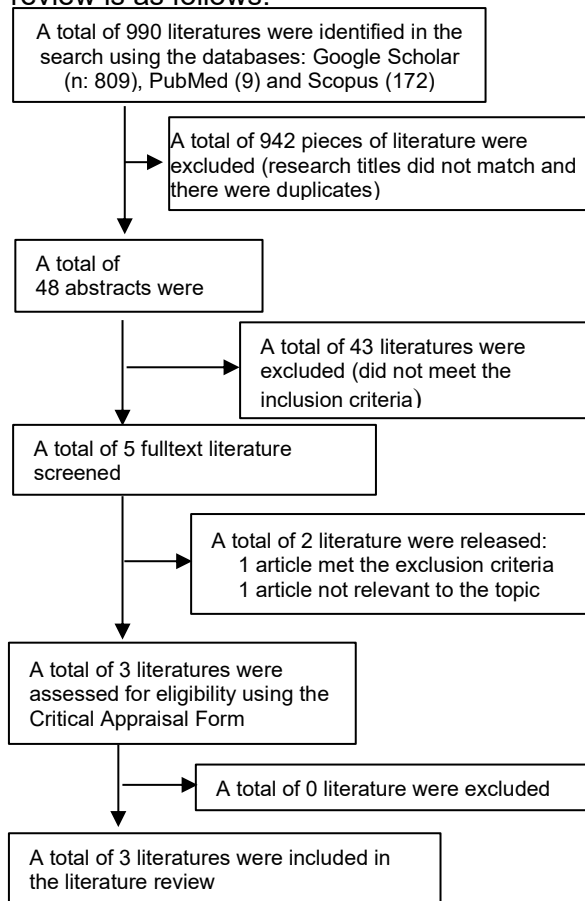 review is as follows:
A total of 990 literatures were identified in the
search using the databases: Google Scholar
(n: 809), PubMed (9) and Scopus (172)
A total of 942 pieces of literature were
excluded (research titles did not match and
there were duplicates)
A total of
48 abstracts were
A total of 43 literatures were
excluded (did not meet the
inclusion criteria)
A total of 5 fulltext literature
screened
A total of 2 literature were released:
1 article met the exclusion criteria
1 article not relevant to the topic
A total of 3 literatures were
assessed for eligibility using the
Critical Appraisal Form
A total of 0 literature were excluded
A total of 3 literatures were included in
the literature review